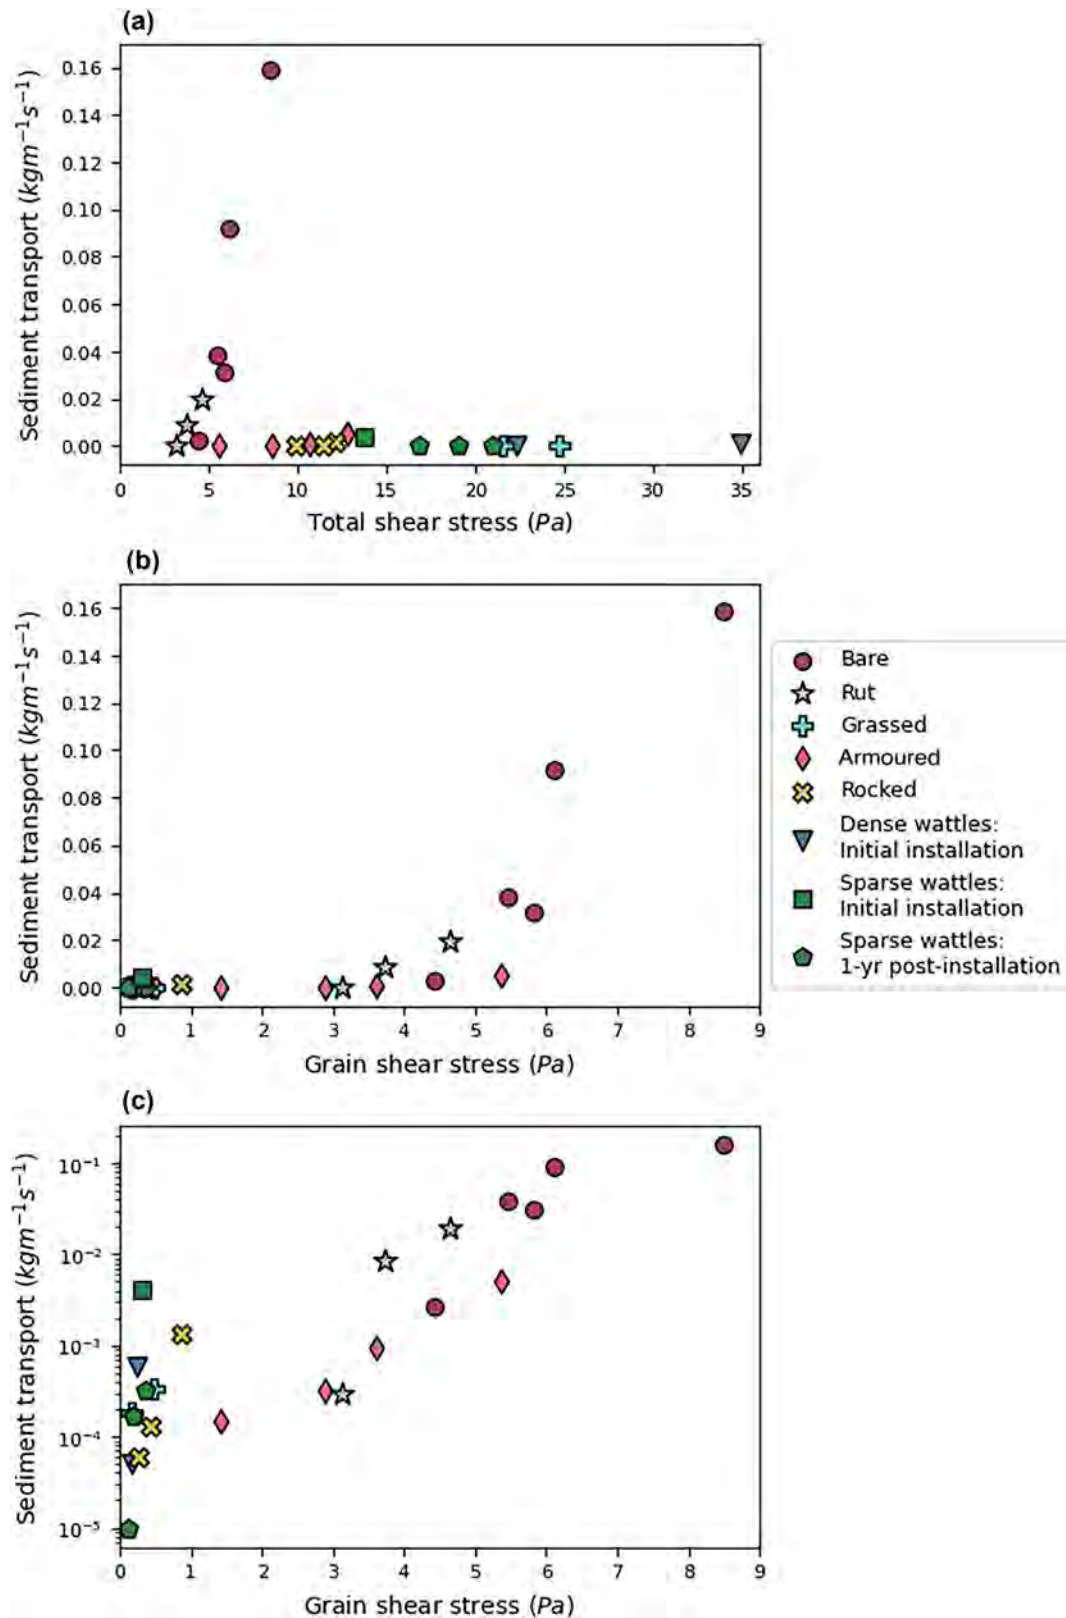 (a)
Sediment transport (kgm⁻¹s⁻¹)
0.16
0.14
0.12
0.10
0.08
0.06
0.04
0.02
0.00
0 5 10 15 20 25 30 35
Total shear stress (Pa)
(b)
Sediment transport (kgm⁻¹s⁻¹)
0.16
0.14
0.12
0.10
0.08
0.06
0.04
0.02
0.00
0 1 2 3 4 5 6 7 8 9
Grain shear stress (Pa)
Bare
Rut
Grassed
Armoured
Rocked
Dense wattles:
Initial installation
Sparse wattles:
Initial installation
Sparse wattles:
1-yr post-installation
(c)
Sediment transport (kgm⁻¹s⁻¹)
10⁻¹
10⁻²
10⁻³
10⁻⁴
10⁻⁵
0 1 2 3 4 5 6 7 8 9
Grain shear stress (Pa)